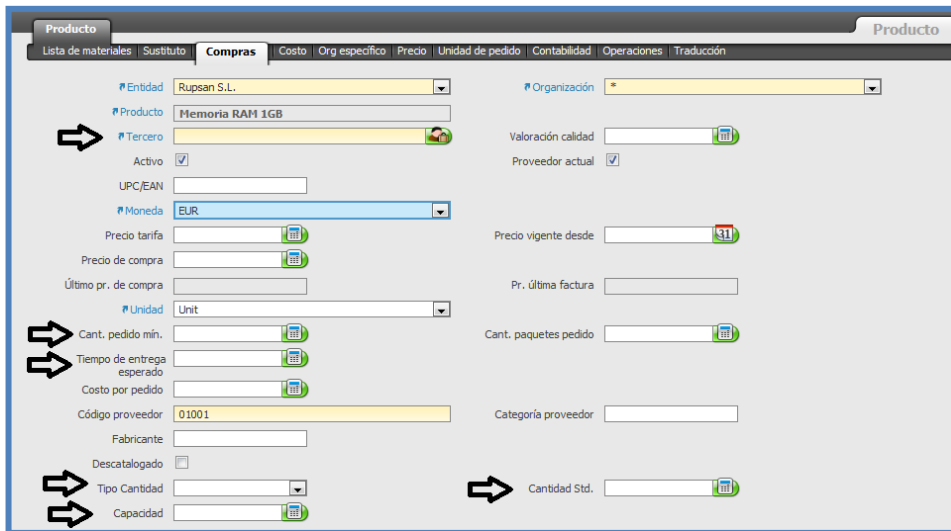 Producto
Producto
Lista de materiales Sustituto Compras Costo Org específico Precio Unidad de pedido Contabilidad Operaciones Traducción
Entidad Rupsan S.L. Organización *
Producto Memoria RAM 1GB
Tercero Valoración calidad
Activo Proveedor actual
UPC/EAN
Moneda EUR
Precio tarifa Precio vigente desde 31
Precio de compra
Último pr. de compra Pr. última factura
Unidad Unit
Cant. pedido mín. Cant. paquetes pedido
Tiempo de entrega
esperado
Costo por pedido
Código proveedor 01001 Categoría proveedor
Fabricante
Descatalogado
Tipo Cantidad Cantidad Std.
Capacidad